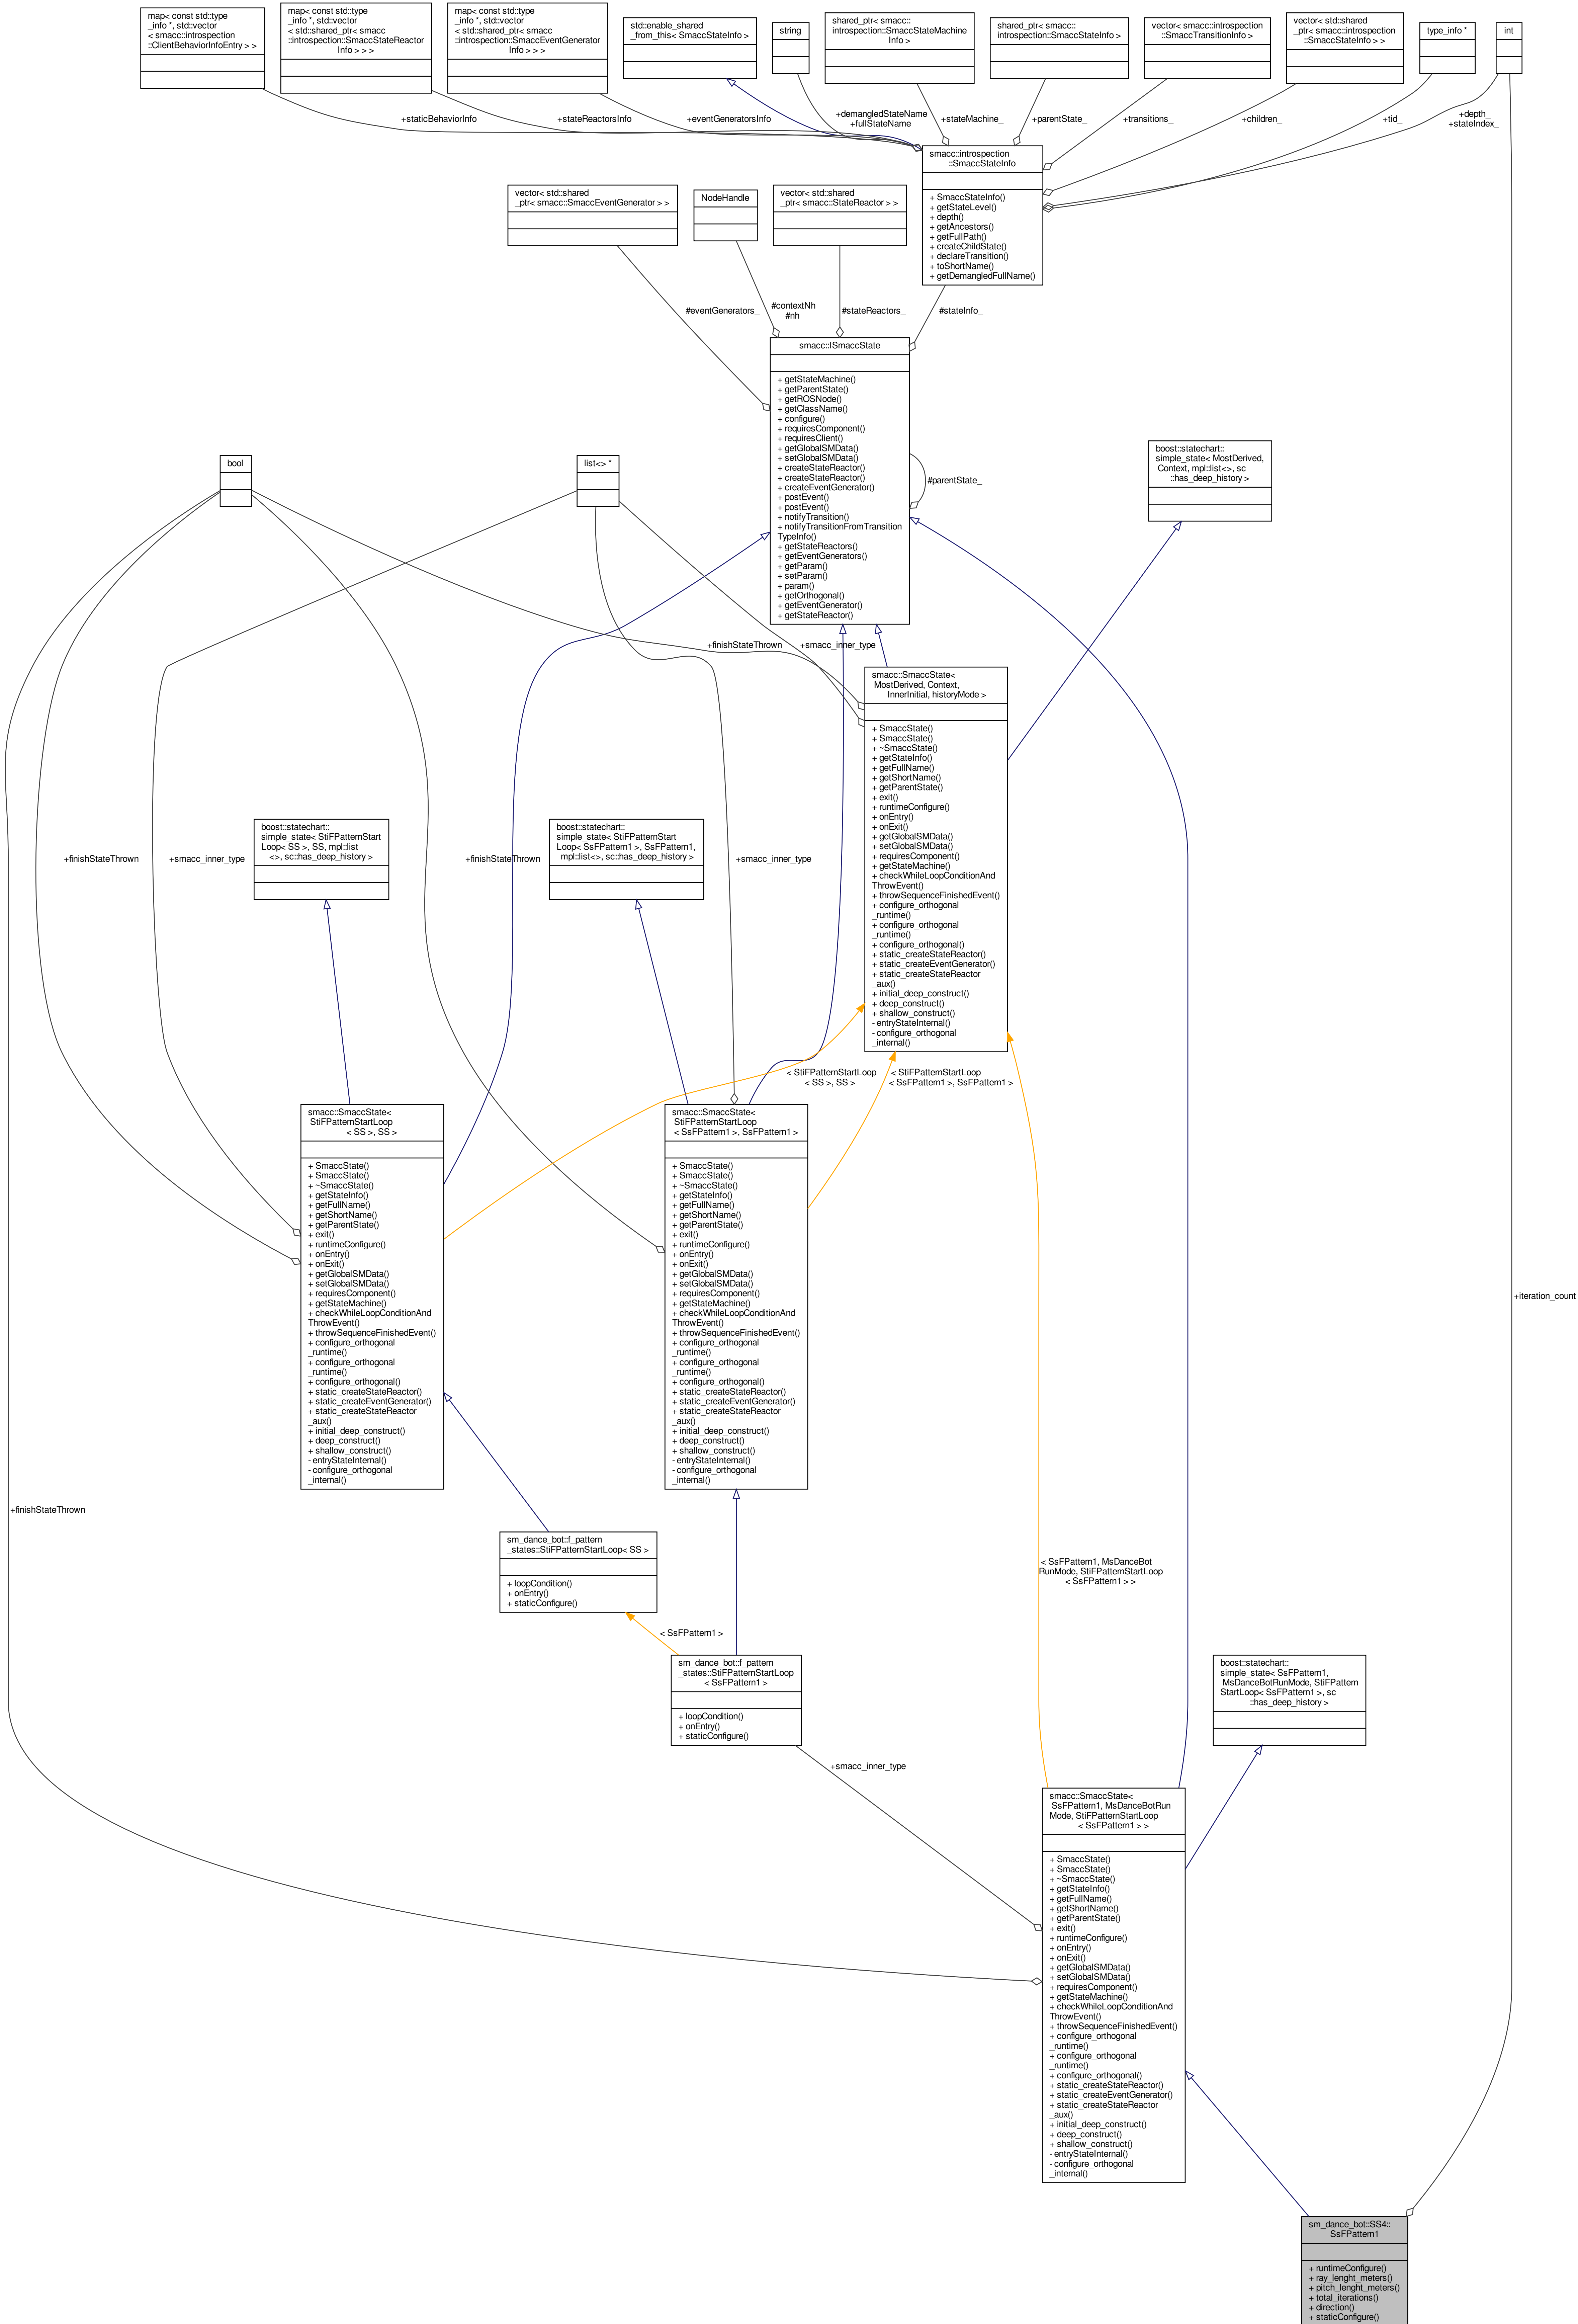 map< const std::type
_info *, std::vector
< smacc::introspection
::ClientBehaviorInfoEntry > >
map< const std::type
_info *, std::vector
< std::shared_ptr< smacc
::introspection::SmaccStateReactor
Info > > >
map< const std::type
_info *, std::vector
< std::shared_ptr< smacc
::introspection::SmaccEventGenerator
Info > > >
std::enable_shared
_from_this< SmaccStateInfo >
string
shared_ptr< smacc::
introspection::SmaccStateMachine
Info >
shared_ptr< smacc::
introspection::SmaccStateInfo >
vector< smacc::introspection
::SmaccTransitionInfo >
vector< std::shared
_ptr< smacc::introspection
::SmaccStateInfo > >
type_info *
int
+staticBehaviorInfo
+stateReactorsInfo
+eventGeneratorsInfo
+demangledStateName
+fullStateName
+stateMachine_
+parentState_
+transitions_
+children_
+tid_
+depth_
+stateIndex_
smacc::introspection
::SmaccStateInfo
+ SmaccStateInfo()
+ getStateLevel()
+ depth()
+ getAncestors()
+ getFullPath()
+ createChildState()
+ declareTransition()
+ toShortName()
+ getDemangledFullName()
vector< std::shared
_ptr< smacc::SmaccEventGenerator > >
NodeHandle
vector< std::shared
_ptr< smacc::StateReactor > >
#eventGenerators_
#contextNh
#nh
#stateReactors_
#stateInfo_
smacc::ISmaccState
+ getStateMachine()
+ getParentState()
+ getROSNode()
+ getClassName()
+ configure()
+ requiresComponent()
+ requiresClient()
+ getGlobalSMData()
+ setGlobalSMData()
+ createStateReactor()
+ createStateReactor()
+ createEventGenerator()
+ postEvent()
+ postEvent()
+ notifyTransition()
+ notifyTransitionFromTransition
TypeInfo()
+ getStateReactors()
+ getEventGenerators()
+ getParam()
+ setParam()
+ param()
+ getOrthogonal()
+ getEventGenerator()
+ getStateReactor()
#parentState_
bool
list<> *
boost::statechart::
simple_state< MostDerived,
Context, mpl::list<>, sc
::has_deep_history >
+finishStateThrown
+smacc_inner_type
smacc::SmaccState<
MostDerived, Context,
InnerInitial, historyMode >
+ SmaccState()
+ SmaccState()
+ ~SmaccState()
+ getStateInfo()
+ getFullName()
+ getShortName()
+ getParentState()
+ exit()
+ runtimeConfigure()
+ onEntry()
+ onExit()
+ getGlobalSMData()
+ setGlobalSMData()
+ requiresComponent()
+ getStateMachine()
+ checkWhileLoopConditionAnd
ThrowEvent()
+ throwSequenceFinishedEvent()
+ configure_orthogonal
_runtime()
+ configure_orthogonal
_runtime()
+ configure_orthogonal()
+ static_createStateReactor()
+ static_createEventGenerator()
+ static_createStateReactor
_aux()
+ initial_deep_construct()
+ deep_construct()
+ shallow_construct()
- entryStateInternal()
- configure_orthogonal
_internal()
boost::statechart::
simple_state< StiFPatternStart
Loop< SS >, SS, mpl::list
<>, sc::has_deep_history >
boost::statechart::
simple_state< StiFPatternStart
Loop< SsFPattern1 >, SsFPattern1,
mpl::list<>, sc::has_deep_history >
+finishStateThrown
+smacc_inner_type
+finishStateThrown
+smacc_inner_type
< StiFPatternStartLoop
< SS >, SS >
< StiFPatternStartLoop
< SsFPattern1 >, SsFPattern1 >
smacc::SmaccState<
StiFPatternStartLoop
< SS >, SS >
+ SmaccState()
+ SmaccState()
+ ~SmaccState()
+ getStateInfo()
+ getFullName()
+ getShortName()
+ getParentState()
+ exit()
+ runtimeConfigure()
+ onEntry()
+ onExit()
+ getGlobalSMData()
+ setGlobalSMData()
+ requiresComponent()
+ getStateMachine()
+ checkWhileLoopConditionAnd
ThrowEvent()
+ throwSequenceFinishedEvent()
+ configure_orthogonal
_runtime()
+ configure_orthogonal
_runtime()
+ configure_orthogonal()
+ static_createStateReactor()
+ static_createEventGenerator()
+ static_createStateReactor
_aux()
+ initial_deep_construct()
+ deep_construct()
+ shallow_construct()
- entryStateInternal()
- configure_orthogonal
_internal()
smacc::SmaccState<
StiFPatternStartLoop
< SsFPattern1 >, SsFPattern1 >
+ SmaccState()
+ SmaccState()
+ ~SmaccState()
+ getStateInfo()
+ getFullName()
+ getShortName()
+ getParentState()
+ exit()
+ runtimeConfigure()
+ onEntry()
+ onExit()
+ getGlobalSMData()
+ setGlobalSMData()
+ requiresComponent()
+ getStateMachine()
+ checkWhileLoopConditionAnd
ThrowEvent()
+ throwSequenceFinishedEvent()
+ configure_orthogonal
_runtime()
+ configure_orthogonal
_runtime()
+ configure_orthogonal()
+ static_createStateReactor()
+ static_createEventGenerator()
+ static_createStateReactor
_aux()
+ initial_deep_construct()
+ deep_construct()
+ shallow_construct()
- entryStateInternal()
- configure_orthogonal
_internal()
+iteration_count
+finishStateThrown
sm_dance_bot::f_pattern
_states::StiFPatternStartLoop< SS >
+ loopCondition()
+ onEntry()
+ staticConfigure()
< SsFPattern1, MsDanceBot
RunMode, StiFPatternStartLoop
< SsFPattern1 > >
< SsFPattern1 >
sm_dance_bot::f_pattern
_states::StiFPatternStartLoop
< SsFPattern1 >
+ loopCondition()
+ onEntry()
+ staticConfigure()
boost::statechart::
simple_state< SsFPattern1,
MsDanceBotRunMode, StiFPattern
StartLoop< SsFPattern1 >, sc
::has_deep_history >
+smacc_inner_type
smacc::SmaccState<
SsFPattern1, MsDanceBotRun
Mode, StiFPatternStartLoop
< SsFPattern1 > >
+ SmaccState()
+ SmaccState()
+ ~SmaccState()
+ getStateInfo()
+ getFullName()
+ getShortName()
+ getParentState()
+ exit()
+ runtimeConfigure()
+ onEntry()
+ onExit()
+ getGlobalSMData()
+ setGlobalSMData()
+ requiresComponent()
+ getStateMachine()
+ checkWhileLoopConditionAnd
ThrowEvent()
+ throwSequenceFinishedEvent()
+ configure_orthogonal
_runtime()
+ configure_orthogonal
_runtime()
+ configure_orthogonal()
+ static_createStateReactor()
+ static_createEventGenerator()
+ static_createStateReactor
_aux()
+ initial_deep_construct()
+ deep_construct()
+ shallow_construct()
- entryStateInternal()
- configure_orthogonal
_internal()
sm_dance_bot::SS4::
SsFPattern1
+ runtimeConfigure()
+ ray_lenght_meters()
+ pitch_lenght_meters()
+ total_iterations()
+ direction()
+ staticConfigure()